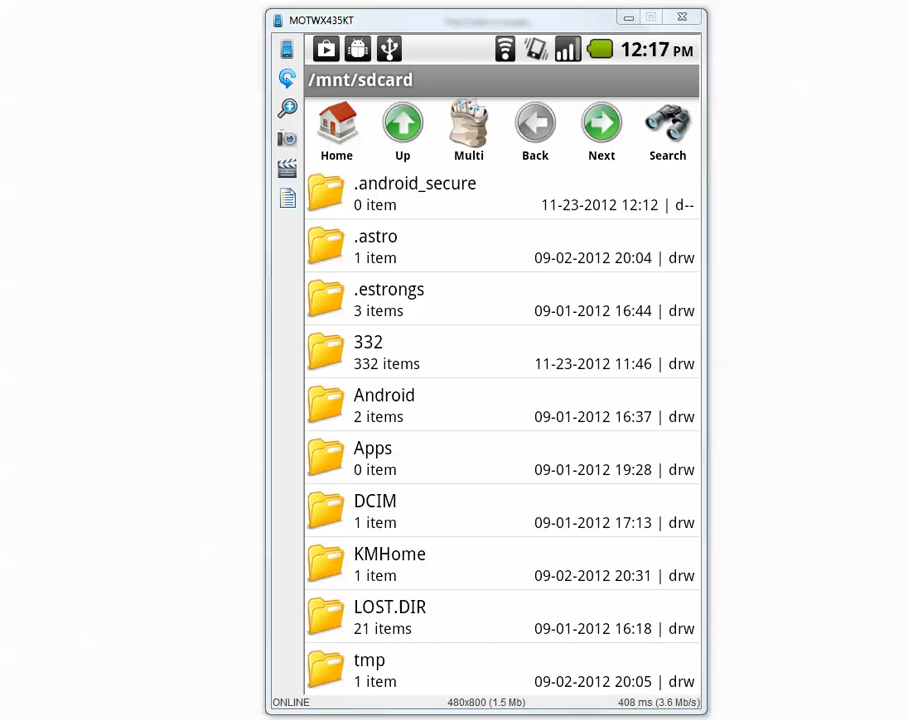 MOTWX435KT
12:17 PM
/mnt/sdcard
Home Up Multi Back Next Search
.android_secure
0 item 11-23-2012 12:12 | d--
.astro
1 item 09-02-2012 20:04 | drw
.estrongs
3 items 09-01-2012 16:44 | drw
332
332 items 11-23-2012 11:46 | drw
Android
2 items 09-01-2012 16:37 | drw
Apps
0 item 09-01-2012 19:28 | drw
DCIM
1 item 09-01-2012 17:13 | drw
KMHome
1 item 09-02-2012 20:31 | drw
LOST.DIR
21 items 09-01-2012 16:18 | drw
tmp
1 item 09-02-2012 20:05 | drw
ONLINE 480x800 (1.5 Mb) 408 ms (3.6 Mb/s)